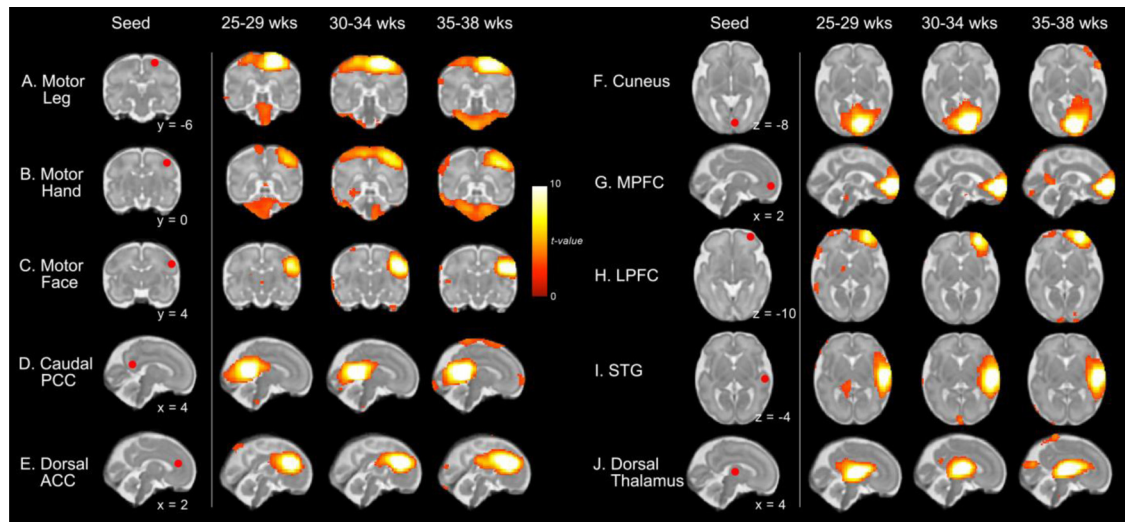 Seed 25-29 wks 30-34 wks 35-38 wks
A. Motor
Leg
y = -6
B. Motor
Hand
y = 0
C. Motor
Face
y = 4
D. Caudal
PCC
x = 4
E. Dorsal
ACC
x = 2
10
t-value
0
Seed 25-29 wks 30-34 wks 35-38 wks
F. Cuneus
z = -8
G. MPFC
x = 2
H. LPFC
z = -10
I. STG
z = -4
J. Dorsal
Thalamus
x = 4